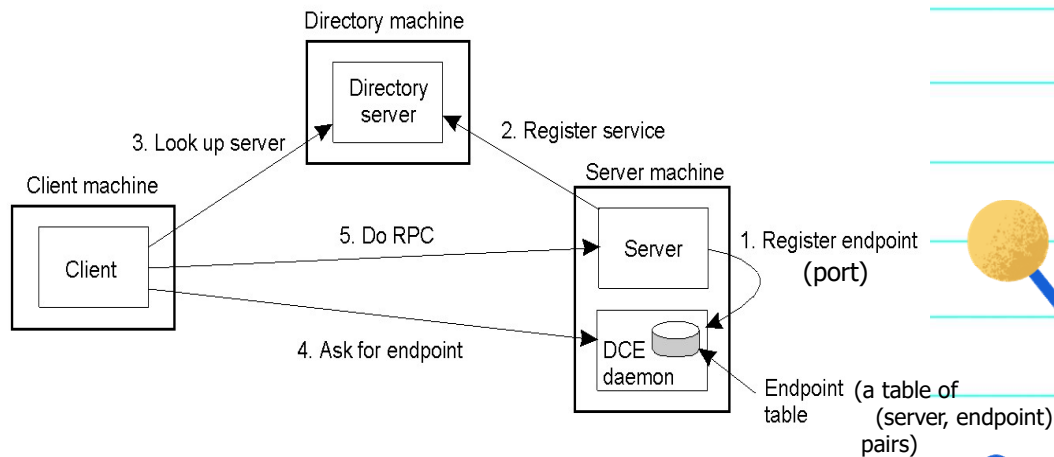 Directory machine
Directory
server
3. Look up server
2. Register service
Client machine
Server machine
Client
5. Do RPC
Server
1. Register endpoint
(port)
4. Ask for endpoint
DCE
daemon
Endpoint
table
(a table of
(server, endpoint)
pairs)